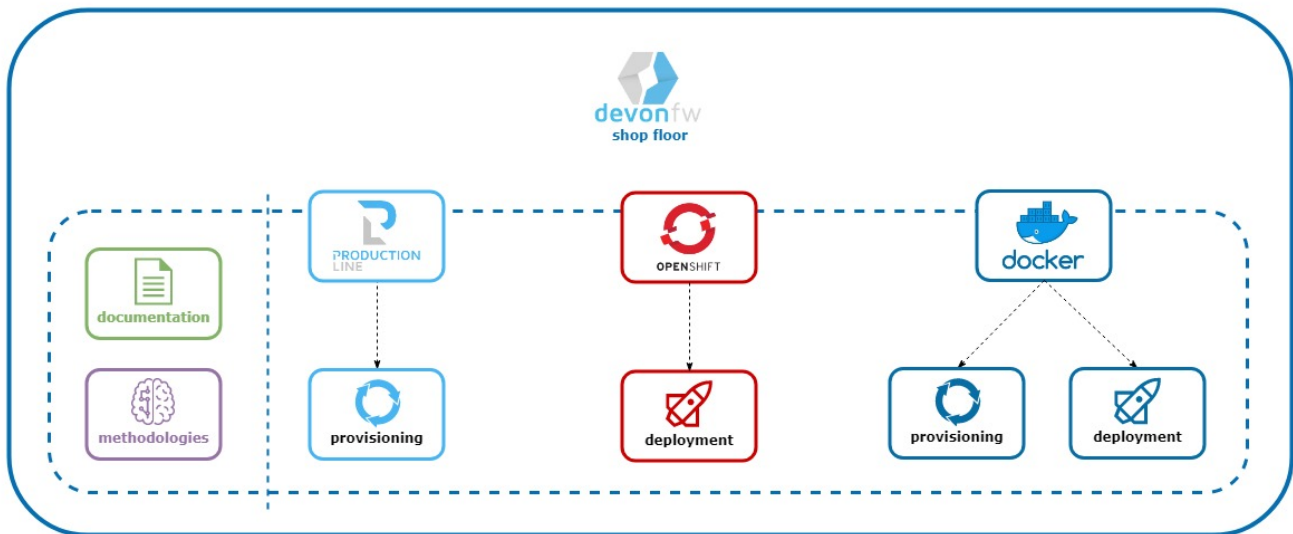 devonfw
shop floor
PRODUCTION
LINE
OPENSHIFT
docker
documentation
methodologies
provisioning
deployment
provisioning
deployment